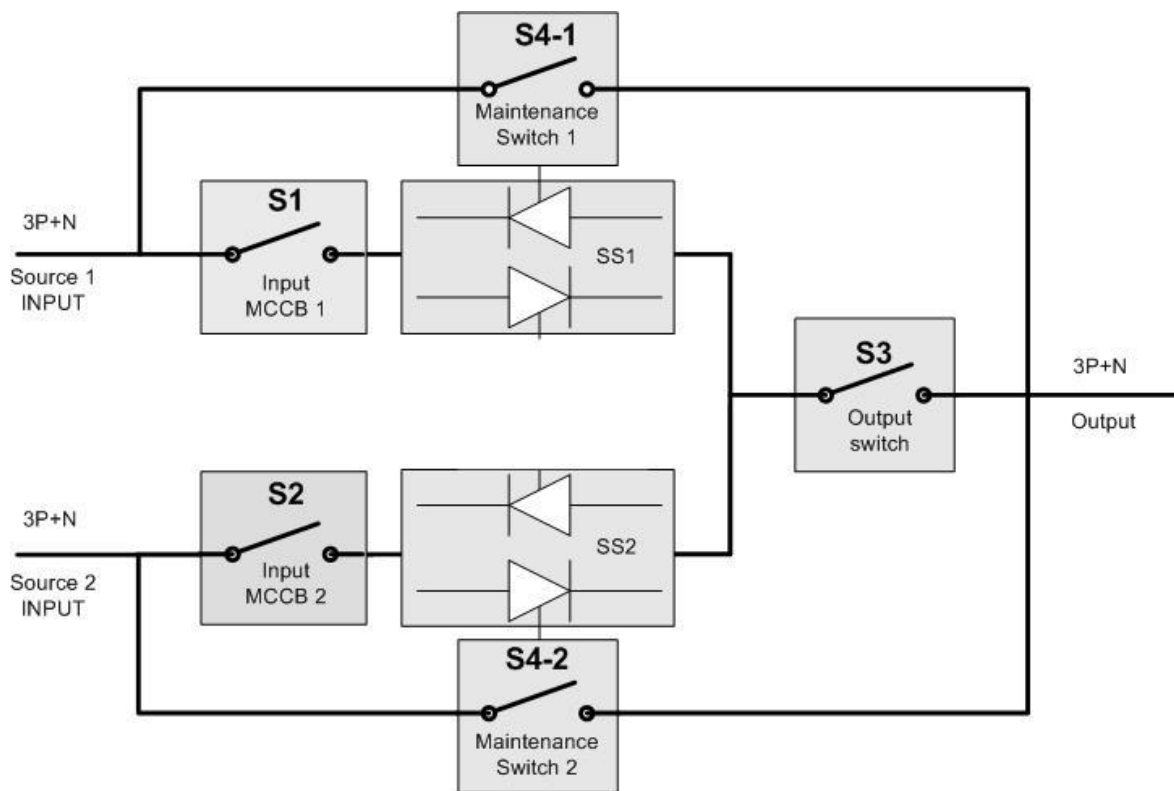 S4-1
Maintenance
Switch 1
S1
Input
MCCB 1
3P+N
Source 1
INPUT
SS1
S3
Output
switch
3P+N
Output
S2
Input
MCCB 2
3P+N
Source 2
INPUT
SS2
S4-2
Maintenance
Switch 2